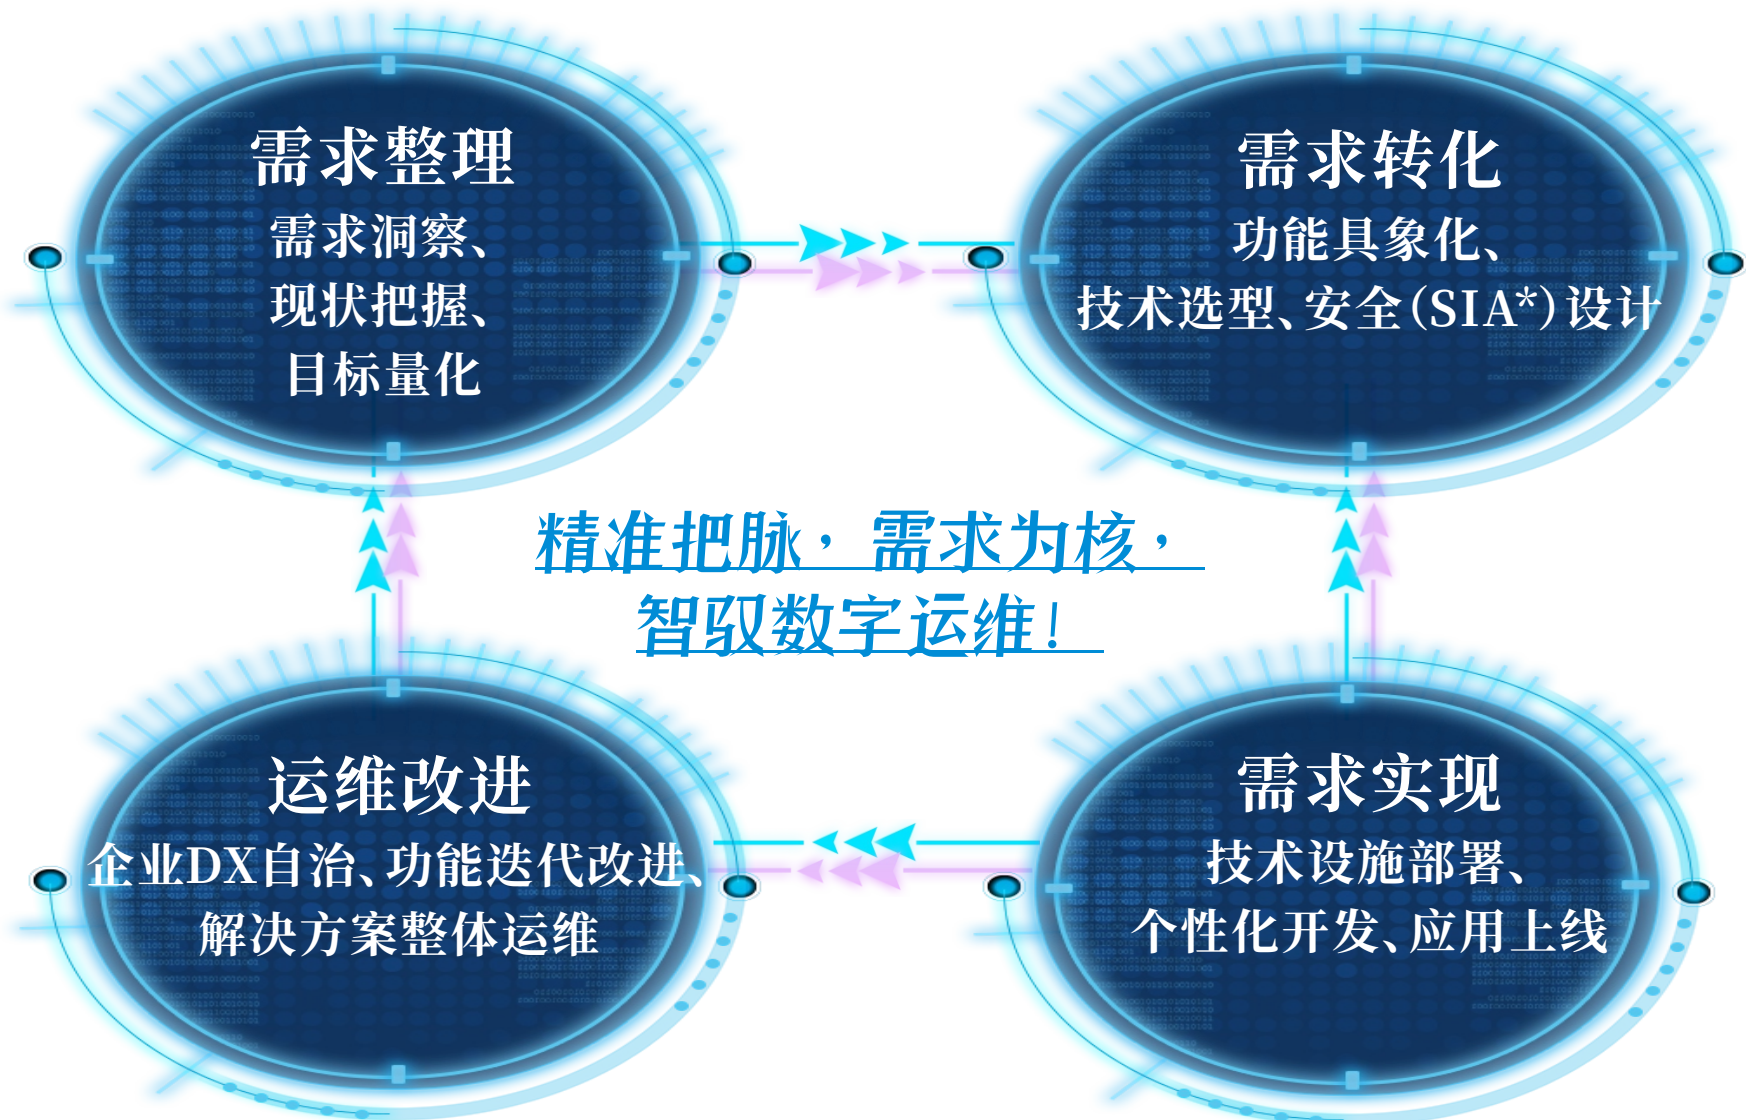 需求整理
需求洞察、
现状把握、
目标量化
需求转化
功能具象化、
技术选型、安全(SIA*)设计
精准把脉，需求为核，
智驭数字运维！
运维改进
企业DX自治、功能迭代改进、
解决方案整体运维
需求实现
技术设施部署、
个性化开发、应用上线